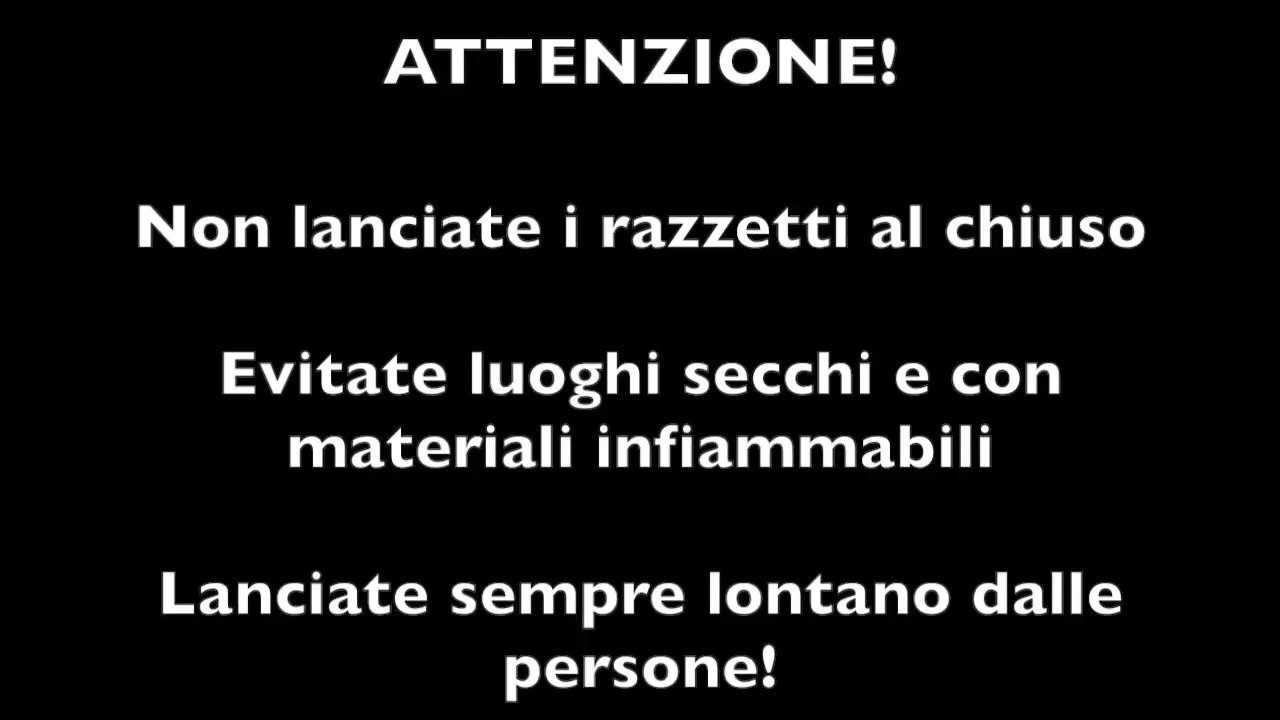 ATTENZIONE!
Non lanciate i razzetti al chiuso
Evitate luoghi secchi e con
materiali infiammabili
Lanciate sempre lontano dalle
persone!